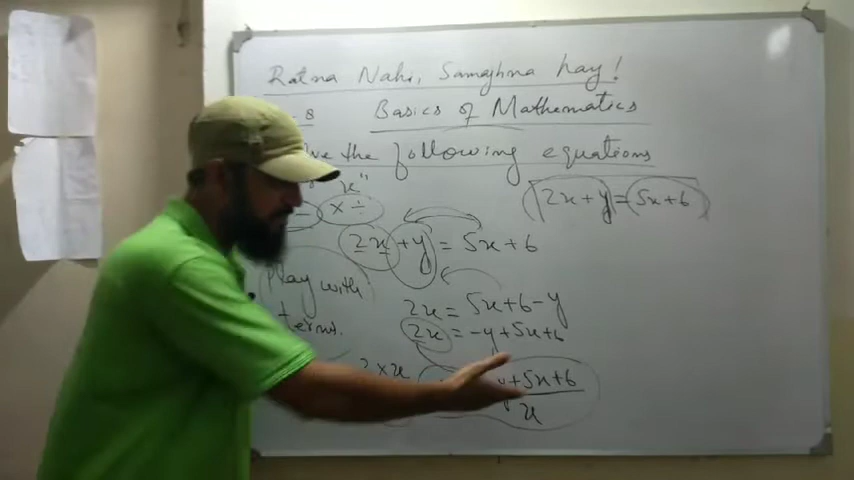 Ratna Nahi, Samajhna hay!
8 Basics of Mathematics
the following equations
x"
x ÷
2x + y = 5x + 6
2x + y = 5x + 6
Play with
terms.
2x = 5x + 6 - y
2x = -y + 5x + 6
2 × x
y + 5x + 6
x